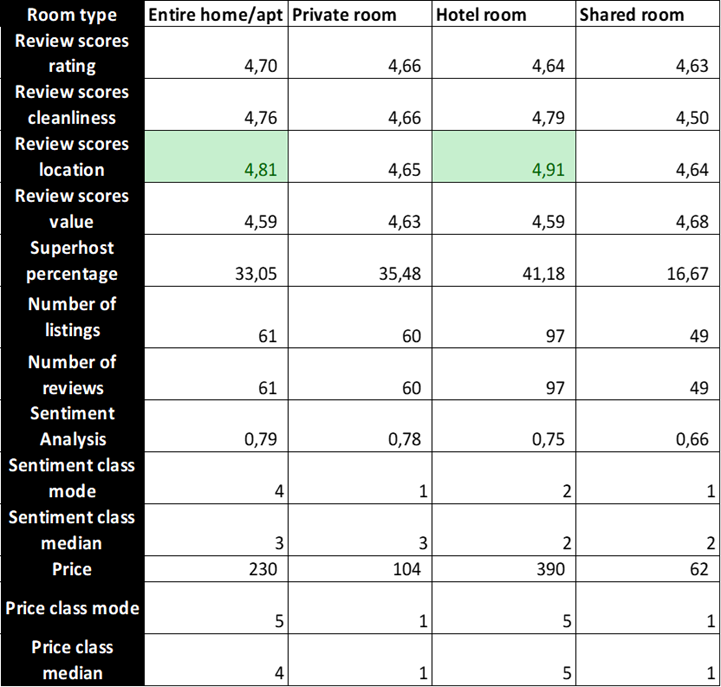 Room type Entire home/apt Private room Hotel room Shared room
Review scores
rating 4,70 4,66 4,64 4,63
Review scores
cleanliness 4,76 4,66 4,79 4,50
Review scores
location 4,81 4,65 4,91 4,64
Review scores
value 4,59 4,63 4,59 4,68
Superhost
percentage 33,05 35,48 41,18 16,67
Number of
listings 61 60 97 49
Number of
reviews 61 60 97 49
Sentiment
Analysis 0,79 0,78 0,75 0,66
Sentiment class
mode 4 1 2 1
Sentiment class
median 3 3 2 2
Price 230 104 390 62
Price class mode 5 1 5 1
Price class
median 4 1 5 1